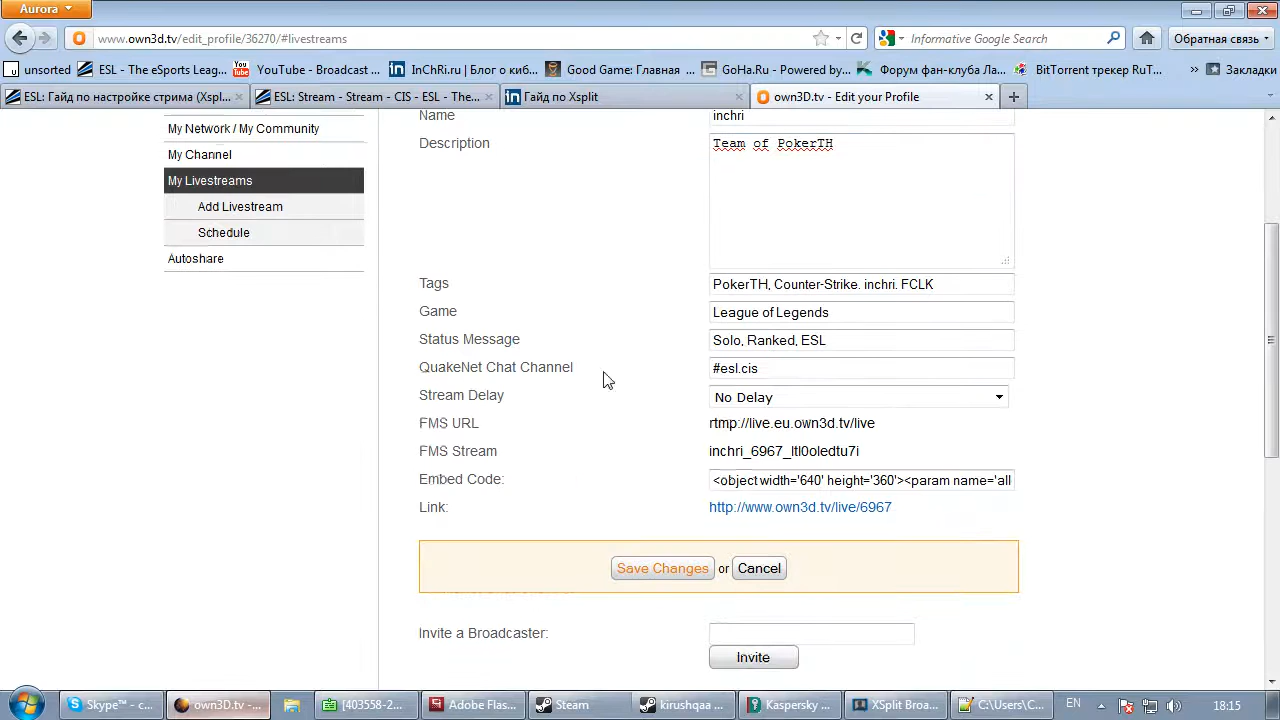 Aurora
www.own3d.tv/edit_profile/36270/#livestreams
Informative Google Search
Обратная связь
unsorted
ESL - The eSports Leag...
YouTube - Broadcast ...
InChRi.ru | Блог о киб...
Good Game: Главная ...
GoHa.Ru - Powered by...
Форум фан-клуба Ла...
BitTorrent трекер RuT...
Закладки
ESL: Гайд по настройке стрима (Xspl...
ESL: Stream - Stream - CIS - ESL - The...
Гайд по Xsplit
own3D.tv - Edit your Profile
Name
inchri
My Network / My Community
Description
Team of PokerTH
My Channel
My Livestreams
Add Livestream
Schedule
Autoshare
Tags
PokerTH, Counter-Strike. inchri. FCLK
Game
League of Legends
Status Message
Solo, Ranked, ESL
QuakeNet Chat Channel
#esl.cis
Stream Delay
No Delay
FMS URL
rtmp://live.eu.own3d.tv/live
FMS Stream
inchri_6967_ltl0oledtu7i
Embed Code:
<object width='640' height='360'><param name='all
Link:
http://www.own3d.tv/live/6967
Save Changes or Cancel
Invite a Broadcaster:
Invite
Skype™ - c...
own3D.tv -...
[403558-2...
Adobe Flas...
Steam
kirushqaa ...
Kaspersky ...
XSplit Broa...
C:\Users\C...
EN
18:15